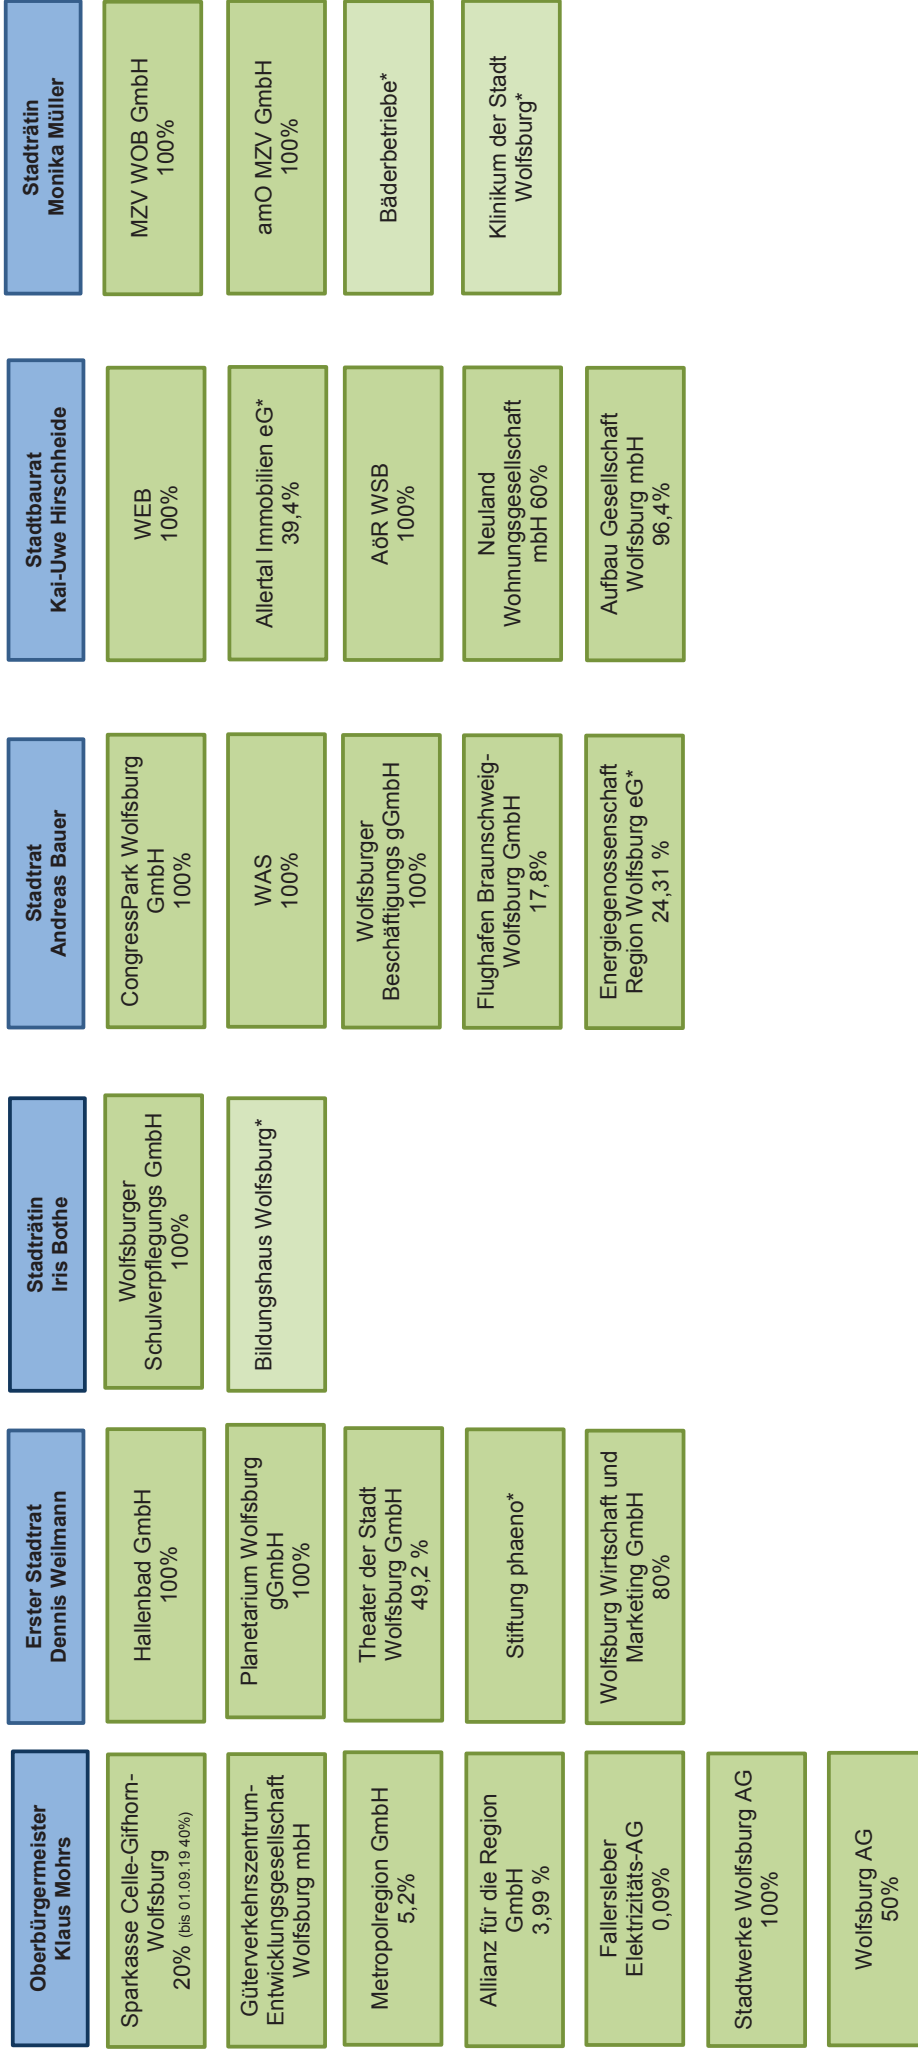 Oberbürgermeister
Klaus Mohrs
Sparkasse Celle-Gifhorn-
Wolfsburg
20% (bis 01.09.19 40%)
Güterverkehrszentrum-
Entwicklungsgesellschaft
Wolfsburg mbH
Metropolregion GmbH
5,2%
Allianz für die Region
GmbH
3,99 %
Fallersleber
Elektrizitäts-AG
0,09%
Stadtwerke Wolfsburg AG
100%
Wolfsburg AG
50%
Erster Stadtrat
Dennis Weilmann
Hallenbad GmbH
100%
Planetarium Wolfsburg
gGmbH
100%
Theater der Stadt
Wolfsburg GmbH
49,2 %
Stiftung phaeno*
Wolfsburg Wirtschaft und
Marketing GmbH
80%
Stadträtin
Iris Bothe
Wolfsburger
Schulverpflegungs GmbH
100%
Bildungshaus Wolfsburg*
Stadtrat
Andreas Bauer
CongressPark Wolfsburg
GmbH
100%
WAS
100%
Wolfsburger
Beschäftigungs gGmbH
100%
Flughafen Braunschweig-
Wolfsburg GmbH
17,8%
Energiegenossenschaft
Region Wolfsburg eG*
24,31 %
Stadtbaurat
Kai-Uwe Hirschheide
WEB
100%
Allertal Immobilien eG*
39,4%
AöR WSB
100%
Neuland
Wohnungsgesellschaft
mbH 60%
Aufbau Gesellschaft
Wolfsburg mbH
96,4%
Stadträtin
Monika Müller
MZV WOB GmbH
100%
amO MZV GmbH
100%
Bäderbetriebe*
Klinikum der Stadt
Wolfsburg*